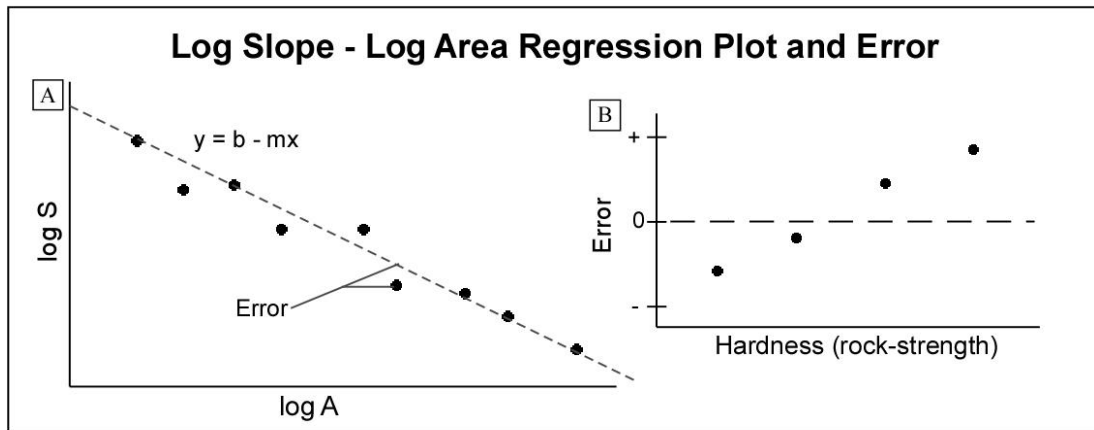 Log Slope - Log Area Regression Plot and Error
A
y = b - mx
log S
Error
log A
B
+
0
-
Error
Hardness (rock-strength)